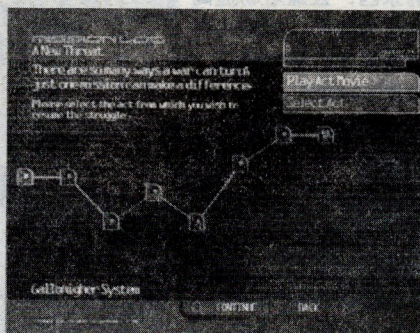 MISSION LOG
A New Threat
There are so many ways a war can turn &
just one mission can make a difference
Please select the act from which you wish to
resume the struggle.
Play Act Movie
Select Act
Gallonigher System
CONTINUE
BACK